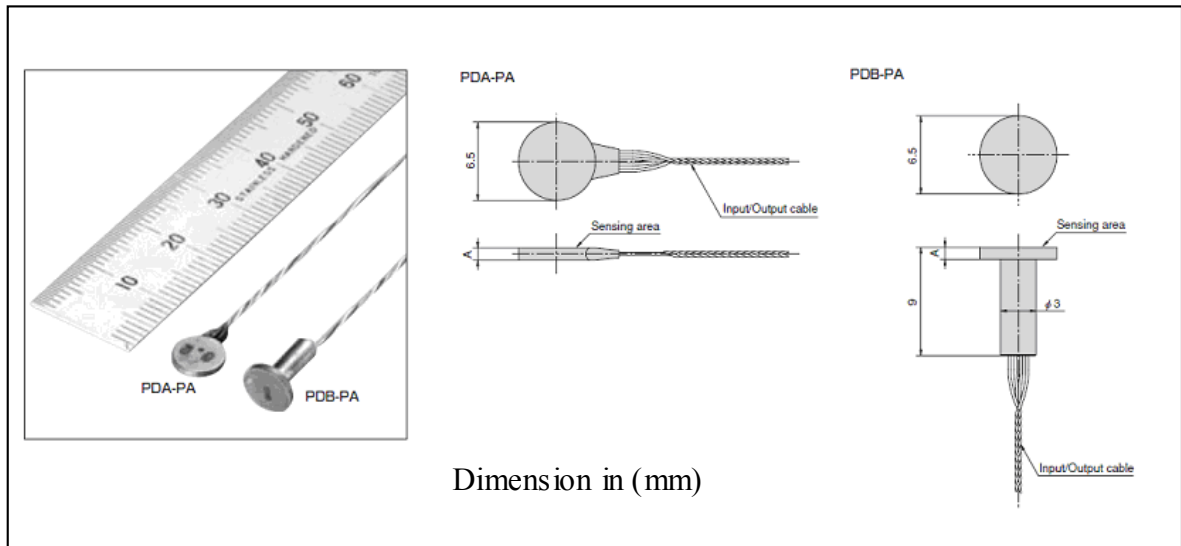 10
20
30
40
50
60
STAINLESS HARDENED
PDA-PA
PDB-PA
PDA-PA
6.5
Input/Output cable
Sensing area
A
PDB-PA
6.5
Sensing area
A
9
ϕ3
Input/Output cable
Dimension in (mm)